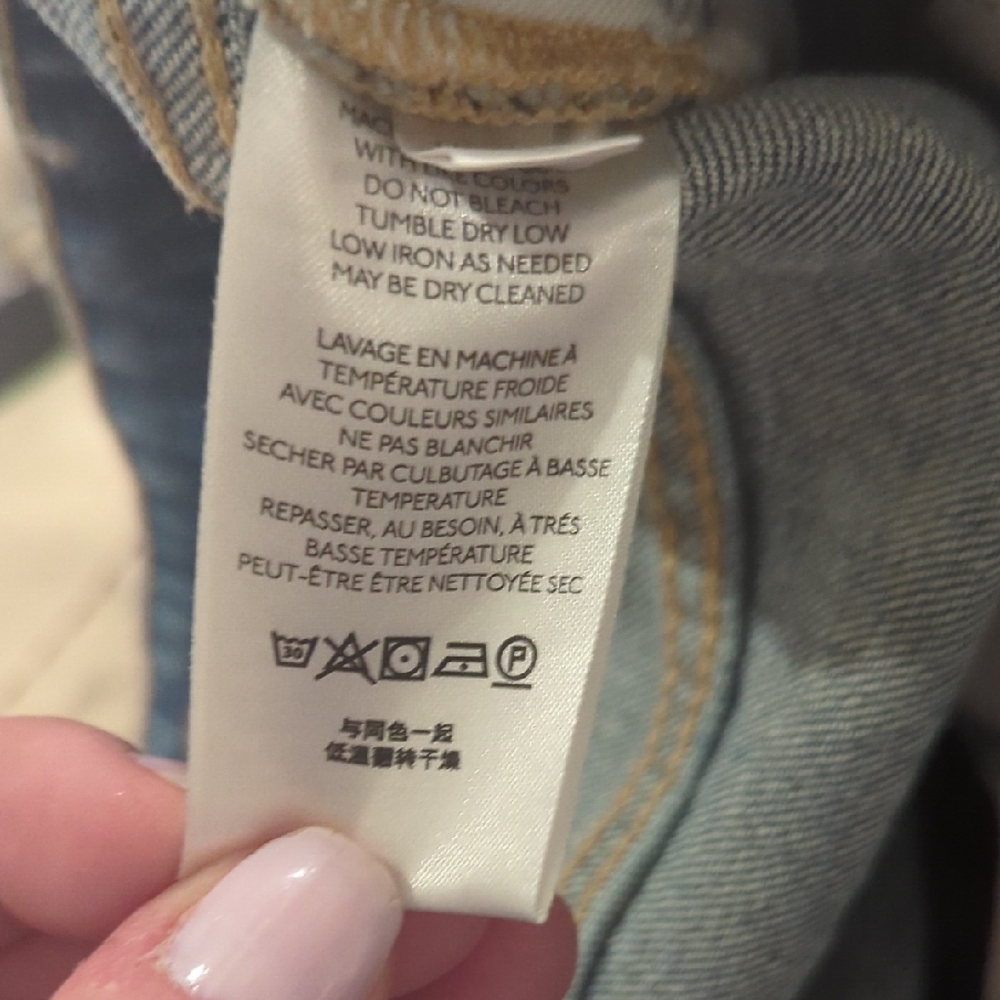 WITH LIKE COLORS
DO NOT BLEACH
TUMBLE DRY LOW
LOW IRON AS NEEDED
MAY BE DRY CLEANED
LAVAGE EN MACHINE À
TEMPÉRATURE FROIDE
AVEC COULEURS SIMILAIRES
NE PAS BLANCHIR
SECHER PAR CULBUTAGE À BASSE
TEMPERATURE
REPASSER, AU BESOIN, À TRÉS
BASSE TEMPÉRATURE
PEUT-ÊTRE ÊTRE NETTOYÉE SEC
30 P
与同色一起
低温翻转干燥